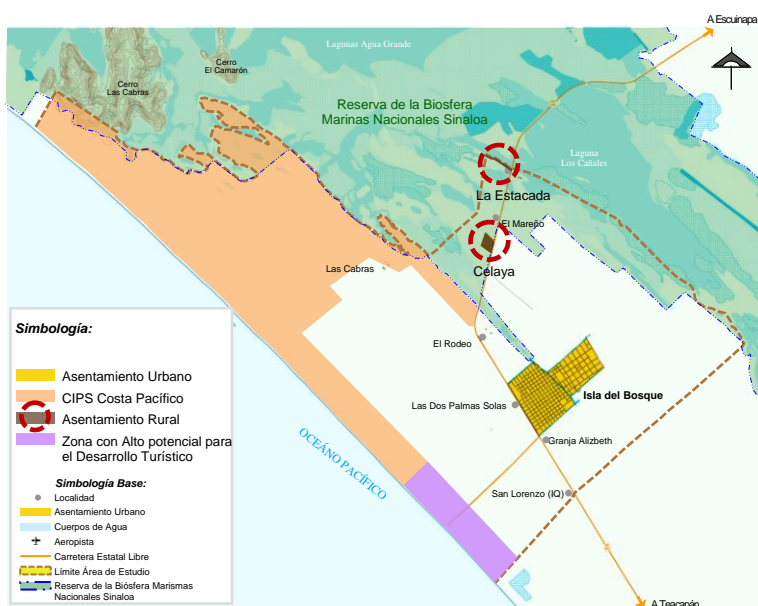 A Escuinapa
Lagunas Agua Grande
Cerro
El Camarón
Cerro
Las Cabras
Reserva de la Biosfera
Marinas Nacionales Sinaloa
Laguna
Los Cañales
La Estacada
El Mareño
Celaya
Las Cabras
El Rodeo
Isla del Bosque
Las Dos Palmas Solas
Granja Alizbeth
San Lorenzo (IQ)
OCEÁNO PACÍFICO
A Teacapán
Simbología:
Asentamiento Urbano
CIPS Costa Pacífico
Asentamiento Rural
Zona con Alto potencial para
el Desarrollo Turístico
Simbología Base:
Localidad
Asentamiento Urbano
Cuerpos de Agua
Aeropista
Carretera Estatal Libre
Límite Área de Estudio
Reserva de la Biósfera Marismas
Nacionales Sinaloa